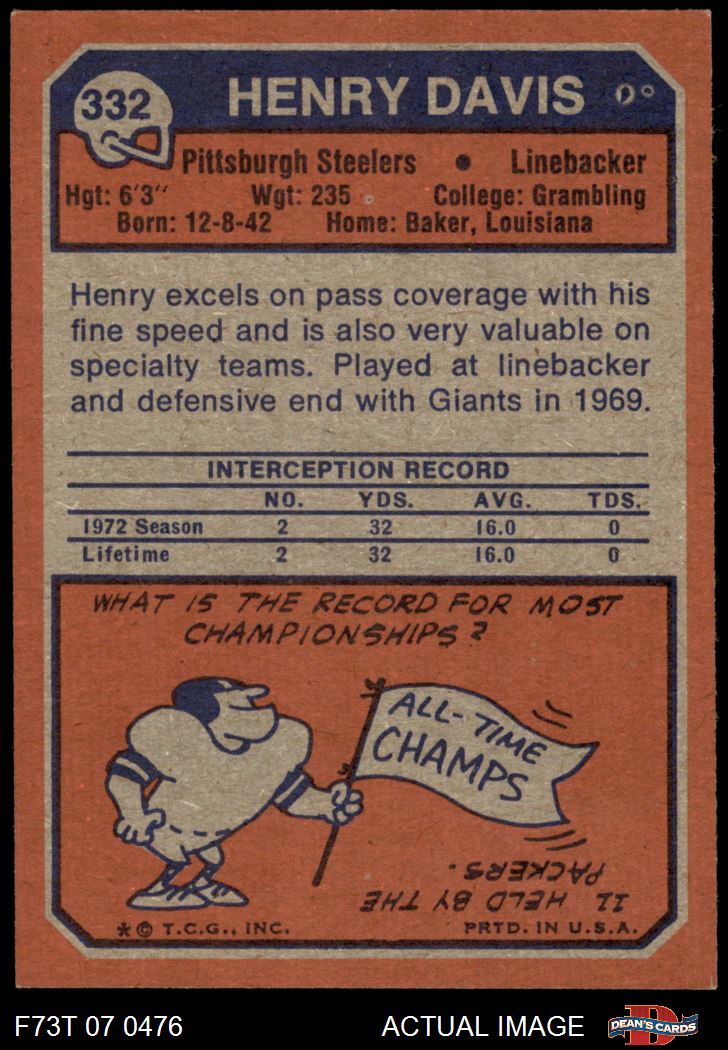 332
HENRY DAVIS
Pittsburgh Steelers • Linebacker
Hgt: 6'3" Wgt: 235 College: Grambling
Born: 12-8-42 Home: Baker, Louisiana
Henry excels on pass coverage with his
fine speed and is also very valuable on
specialty teams. Played at linebacker
and defensive end with Giants in 1969.
INTERCEPTION RECORD
NO. YDS. AVG. TDS.
1972 Season 2 32 16.0 0
Lifetime 2 32 16.0 0
WHAT IS THE RECORD FOR MOST
CHAMPIONSHIPS?
ALL-TIME
CHAMPS
11 HELD BY THE
PACKERS.
* © T.C.G., INC. PRTD. IN U.S.A.
F73T 07 0476 ACTUAL IMAGE
D
DEAN'S CARDS